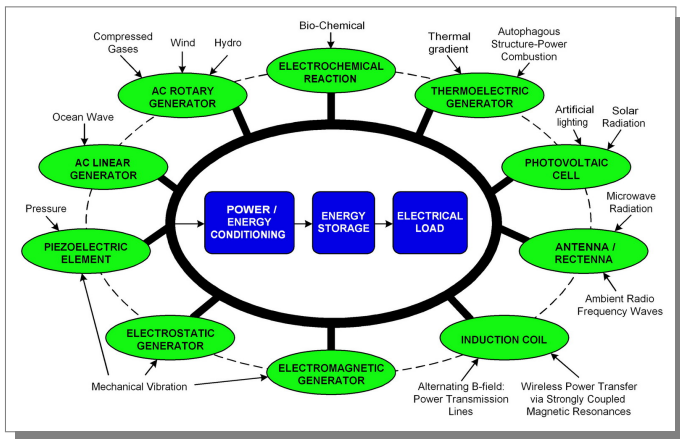 Bio-Chemical
Compressed
Gases
Wind
Hydro
Thermal
gradient
Autophagous
Structure-Power
Combustion
ELECTROCHEMICAL
REACTION
AC ROTARY
GENERATOR
THERMOELECTRIC
GENERATOR
Ocean Wave
Artificial
lighting
Solar
Radiation
AC LINEAR
GENERATOR
PHOTOVOLTAIC
CELL
Pressure
Microwave
Radiation
POWER /
ENERGY
CONDITIONING
ENERGY
STORAGE
ELECTRICAL
LOAD
PIEZOELECTRIC
ELEMENT
ANTENNA /
RECTENNA
Ambient Radio
Frequency Waves
ELECTROSTATIC
GENERATOR
INDUCTION COIL
ELECTROMAGNETIC
GENERATOR
Mechanical Vibration
Alternating B-field:
Power Transmission
Lines
Wireless Power Transfer
via Strongly Coupled
Magnetic Resonances